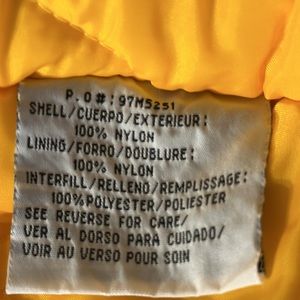 P.O#: 97M5251
SHELL/CUERPO/EXTERIEUR:
100% NYLON
LINING/FORRO/DOUBLURE:
100% NYLON
INTERFILL/RELLENO/REMPLISSAGE:
100%POLYESTER/POLIESTER
SEE REVERSE FOR CARE/
VER AL DORSO PARA CUIDADO/
VOIR AU VERSO POUR SOIN